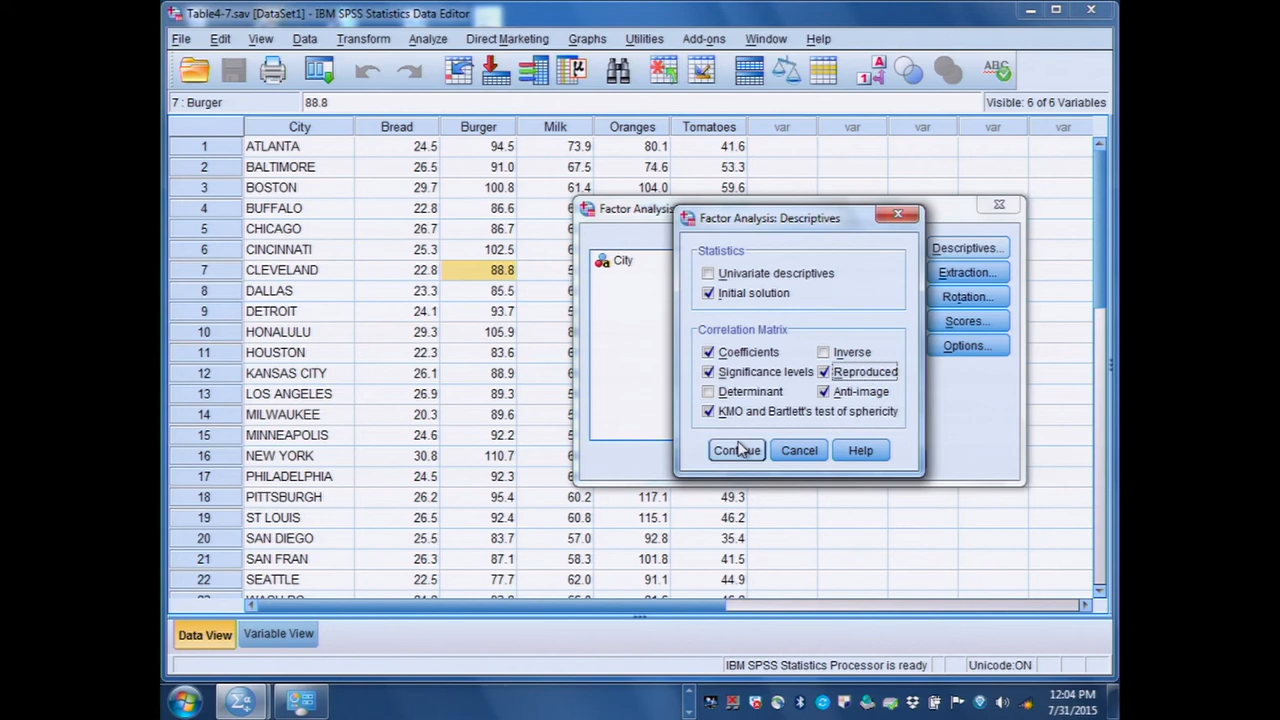 Table4-7.sav [DataSet1] - IBM SPSS Statistics Data Editor
File Edit View Data Transform Analyze Direct Marketing Graphs Utilities Add-ons Window Help
7 : Burger 88.8 Visible: 6 of 6 Variables
City Bread Burger Milk Oranges Tomatoes var var var var var
1 ATLANTA 24.5 94.5 73.9 80.1 41.6
2 BALTIMORE 26.5 91.0 67.5 74.6 53.3
3 BOSTON 29.7 100.8 61.4 104.0 59.6
4 BUFFALO 22.8 86.6
5 CHICAGO 26.7 86.7
6 CINCINNATI 25.3 102.5
7 CLEVELAND 22.8 88.8
8 DALLAS 23.3 85.5
9 DETROIT 24.1 93.7
10 HONALULU 29.3 105.9
11 HOUSTON 22.3 83.6
12 KANSAS CITY 26.1 88.9
13 LOS ANGELES 26.9 89.3
14 MILWAUKEE 20.3 89.6
15 MINNEAPOLIS 24.6 92.2
16 NEW YORK 30.8 110.7
17 PHILADELPHIA 24.5 92.3
18 PITTSBURGH 26.2 95.4 60.2 117.1 49.3
19 ST LOUIS 26.5 92.4 60.8 115.1 46.2
20 SAN DIEGO 25.5 83.7 57.0 92.8 35.4
21 SAN FRAN 26.3 87.1 58.3 101.8 41.5
22 SEATTLE 22.5 77.7 62.0 91.1 44.9
Factor Analysis
City
Descriptives...
Extraction...
Rotation...
Scores...
Options...
Factor Analysis: Descriptives
Statistics
Univariate descriptives
Initial solution
Correlation Matrix
Coefficients Inverse
Significance levels Reproduced
Determinant Anti-image
KMO and Bartlett's test of sphericity
Continue Cancel Help
Data View Variable View
IBM SPSS Statistics Processor is ready Unicode:ON
12:04 PM
7/31/2015